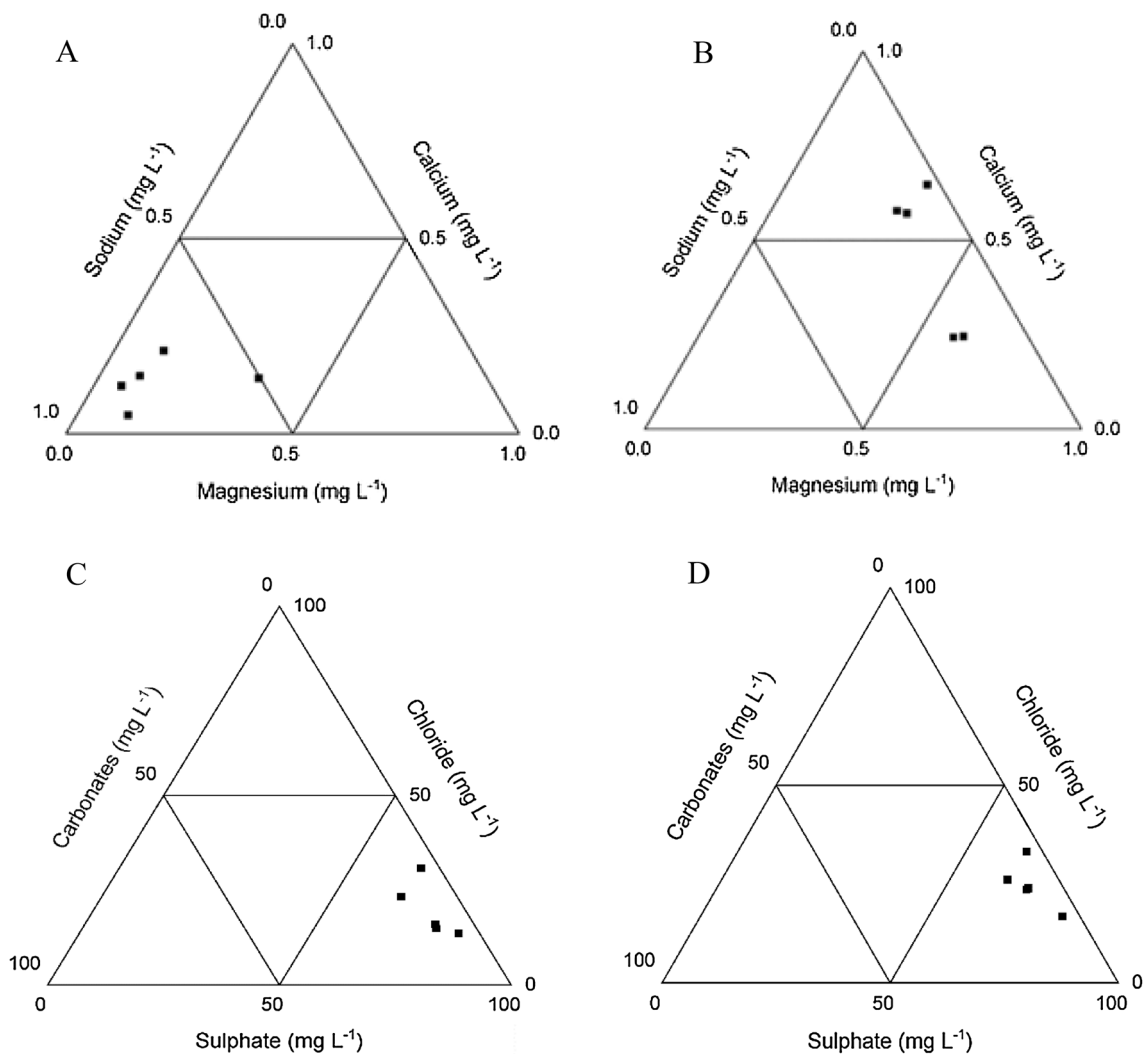 A
0.0
1.0
Sodium (mg L⁻¹)
Calcium (mg L⁻¹)
0.5
0.5
1.0
0.0
0.0
0.5
1.0
Magnesium (mg L⁻¹)
B
0.0
1.0
Sodium (mg L⁻¹)
Calcium (mg L⁻¹)
0.5
0.5
1.0
0.0
0.0
0.5
1.0
Magnesium (mg L⁻¹)
C
0
100
Carbonates (mg L⁻¹)
Chloride (mg L⁻¹)
50
50
100
0
0
50
100
Sulphate (mg L⁻¹)
D
0
100
Carbonates (mg L⁻¹)
Chloride (mg L⁻¹)
50
50
100
0
0
50
100
Sulphate (mg L⁻¹)